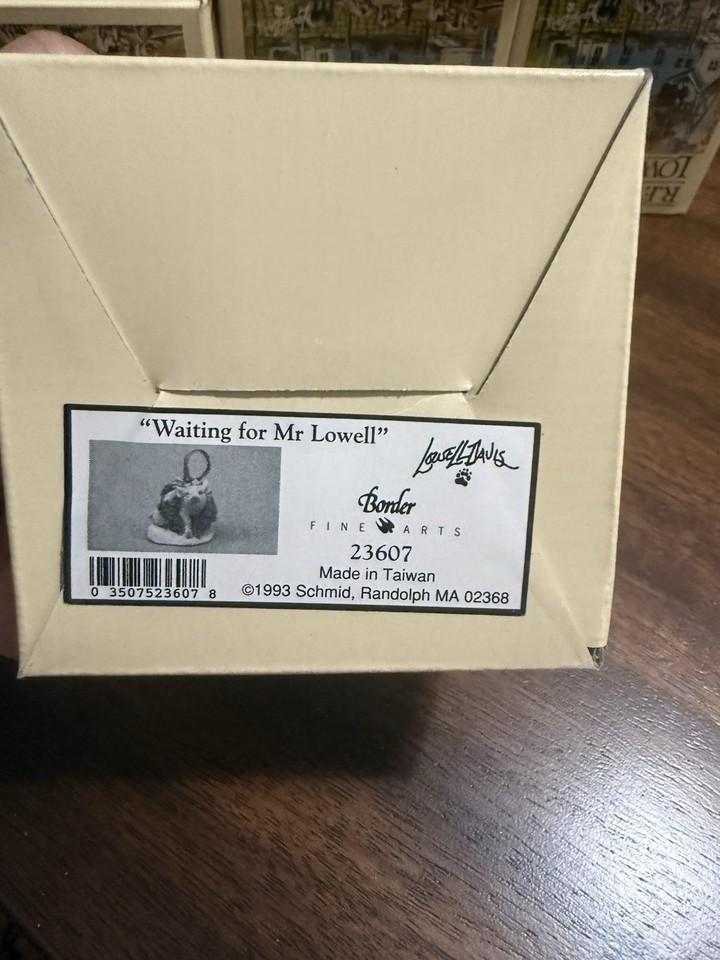 “Waiting for Mr Lowell”
Lowell Davis
Border
FINE ARTS
23607
Made in Taiwan
0 3507523607 8
©1993 Schmid, Randolph MA 02368